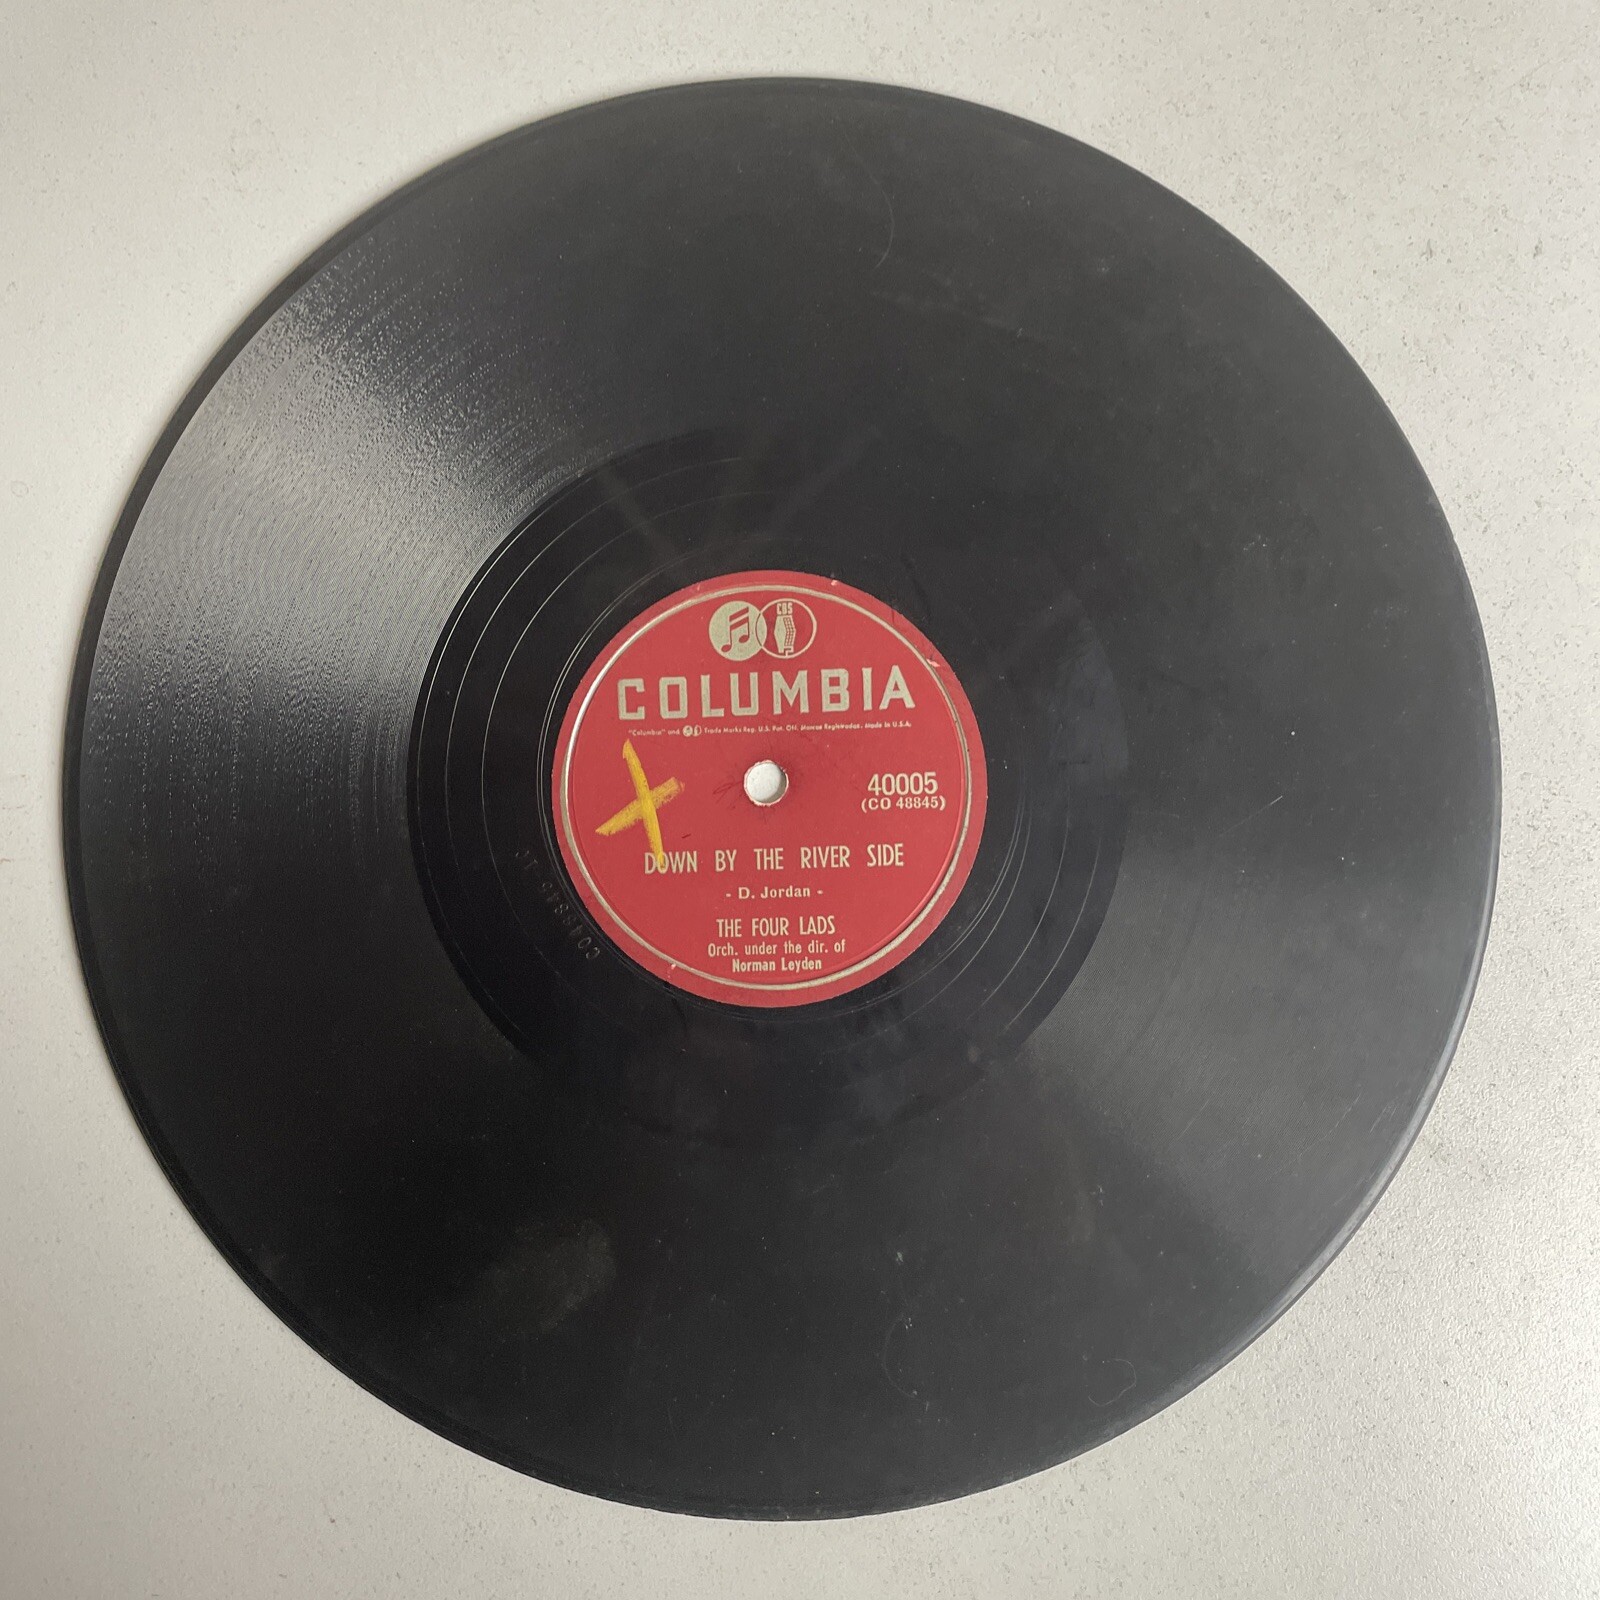 CBS
COLUMBIA
"Columbia" and Trade Marks Reg. U.S. Pat. Off. Marcas Registradas. Made in U.S.A.
40005
(CO 48845)
DOWN BY THE RIVER SIDE
- D. Jordan -
THE FOUR LADS
Orch. under the dir. of
Norman Leyden